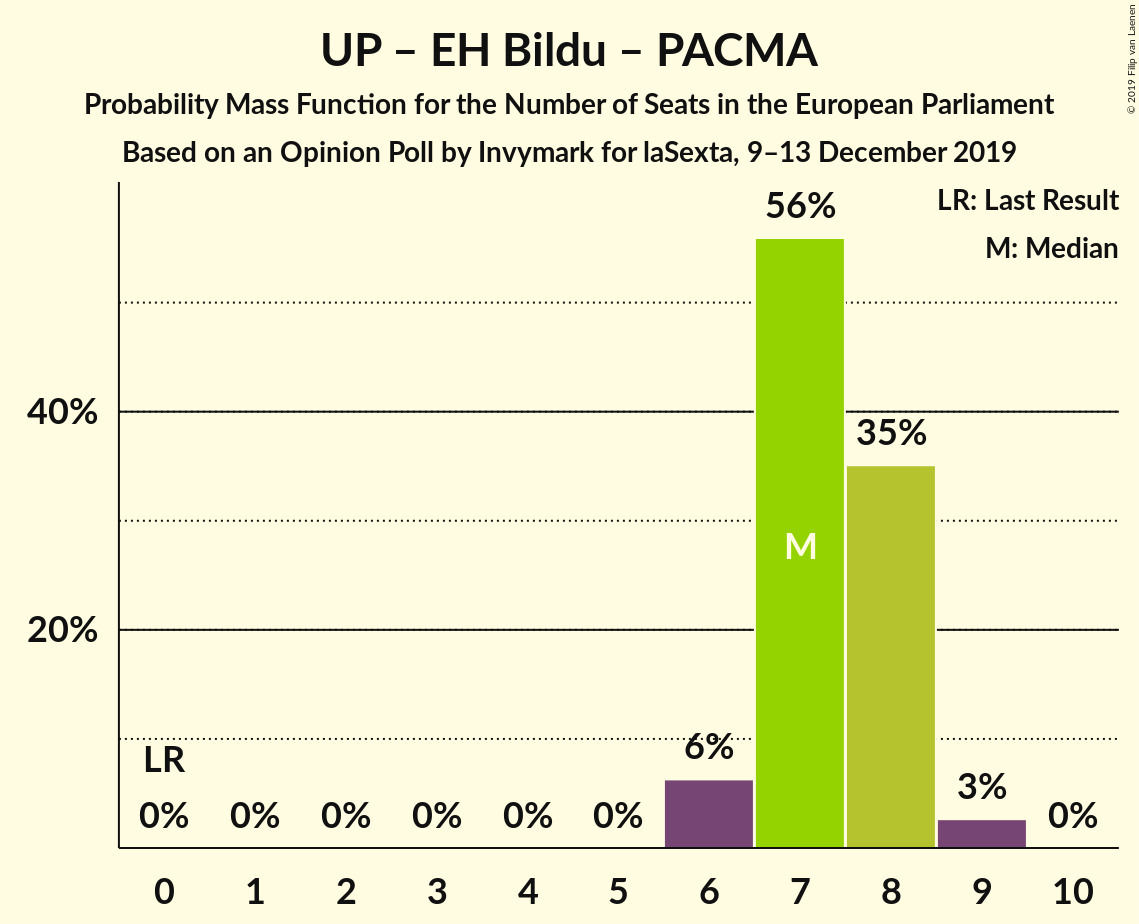 UP – EH Bildu – PACMA
Probability Mass Function for the Number of Seats in the European Parliament
Based on an Opinion Poll by Invymark for laSexta, 9–13 December 2019
© 2019 Filip van Laenen
LR: Last Result
M: Median
56%
40%
35%
M
20%
LR
6%
3%
0% 0% 0% 0% 0% 0% 0%
0 1 2 3 4 5 6 7 8 9 10